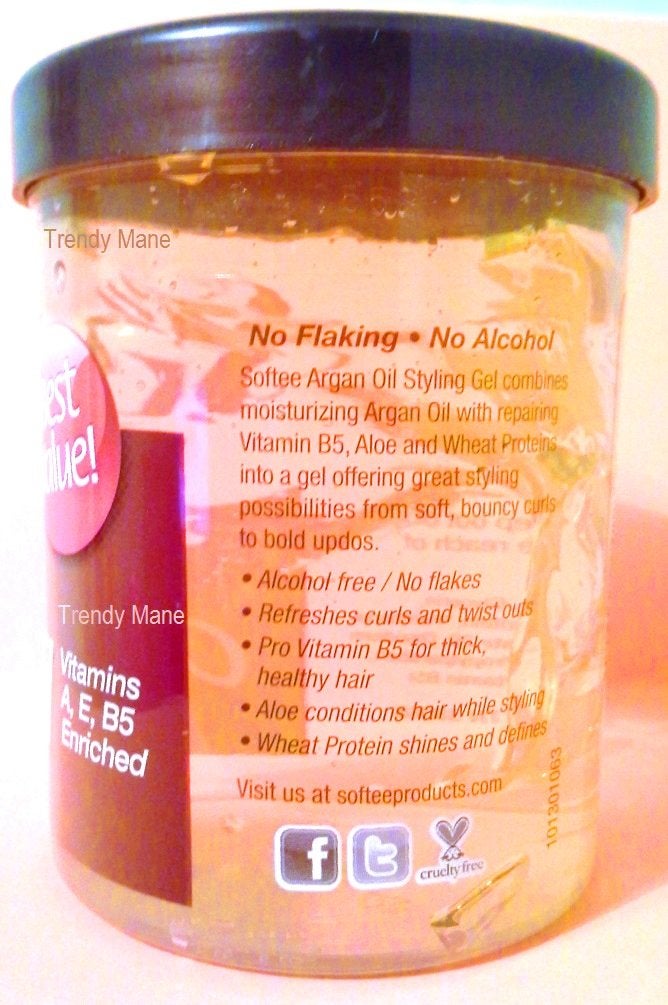 Trendy Mane
No Flaking • No Alcohol
Softee Argan Oil Styling Gel combines
moisturizing Argan Oil with repairing
Vitamin B5, Aloe and Wheat Proteins
into a gel offering great styling
possibilities from soft, bouncy curls
to bold updos.
• Alcohol free / No flakes
• Refreshes curls and twist outs
• Pro Vitamin B5 for thick,
healthy hair
• Aloe conditions hair while styling
• Wheat Protein shines and defines
Visit us at softeeproducts.com
f
t
crueltyfree
101301063
est
alue!
Trendy Mane
Vitamins
A, E, B5
Enriched